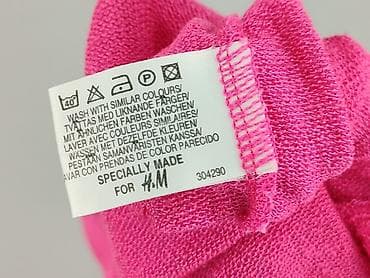 40 P
WASH WITH SIMILAR COLOURS/
TVÄTTAS MED LIKNANDE FÄRGER/
MIT ÄHNLICHEN FARBEN WASCHEN/
LAVER AVEC COULEURS SIMILAIRES/
WASSEN MET DEZELFDE KLEUREN/
PESTÄÄN SAMANVÄRISTEN KANSSA/
LAVAR CON PRENDAS DE COLOR PARECIDO
SPECIALLY MADE
FOR H&M 304290